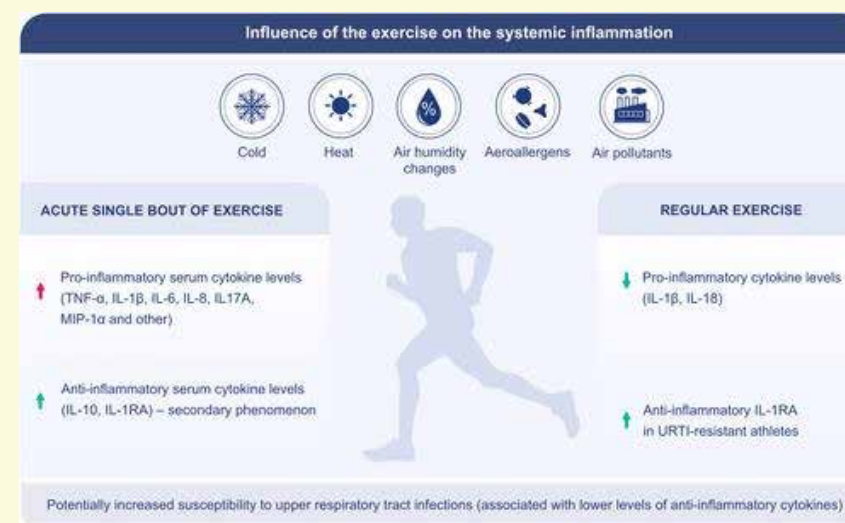 Influence of the exercise on the systemic inflammation
%
Cold
Heat
Air humidity
changes
Aeroallergens
Air pollutants
ACUTE SINGLE BOUT OF EXERCISE
Pro-inflammatory serum cytokine levels
(TNF-α, IL-1β, IL-6, IL-8, IL17A,
MIP-1α and other)
Anti-inflammatory serum cytokine levels
(IL-10, IL-1RA) – secondary phenomenon
REGULAR EXERCISE
Pro-inflammatory cytokine levels
(IL-1β, IL-18)
Anti-inflammatory IL-1RA
in URTI-resistant athletes
Potentially increased susceptibility to upper respiratory tract infections (associated with lower levels of anti-inflammatory cytokines)